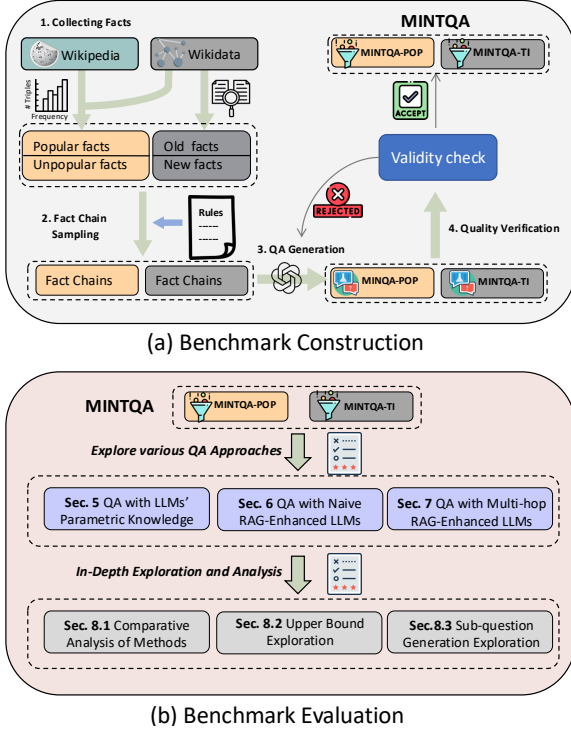 MINTQA
1. Collecting Facts
Wikipedia
Wikidata
MINTQA-POP
MINTQA-TI
# Triples
Frequency
ACCEPT
Popular facts
Unpopular facts
Old facts
New facts
Validity check
REJECTED
2. Fact Chain
Sampling
Rules
3. QA Generation
4. Quality Verification
Fact Chains
Fact Chains
MINQA-POP
MINTQA-TI
(a) Benchmark Construction
MINTQA
MINTQA-POP
MINTQA-TI
Explore various QA Approaches
Sec. 5 QA with LLMs'
Parametric Knowledge
Sec. 6 QA with Naive
RAG-Enhanced LLMs
Sec. 7 QA with Multi-hop
RAG-Enhanced LLMs
In-Depth Exploration and Analysis
Sec. 8.1 Comparative
Analysis of Methods
Sec. 8.2 Upper Bound
Exploration
Sec.8.3 Sub-question
Generation Exploration
(b) Benchmark Evaluation